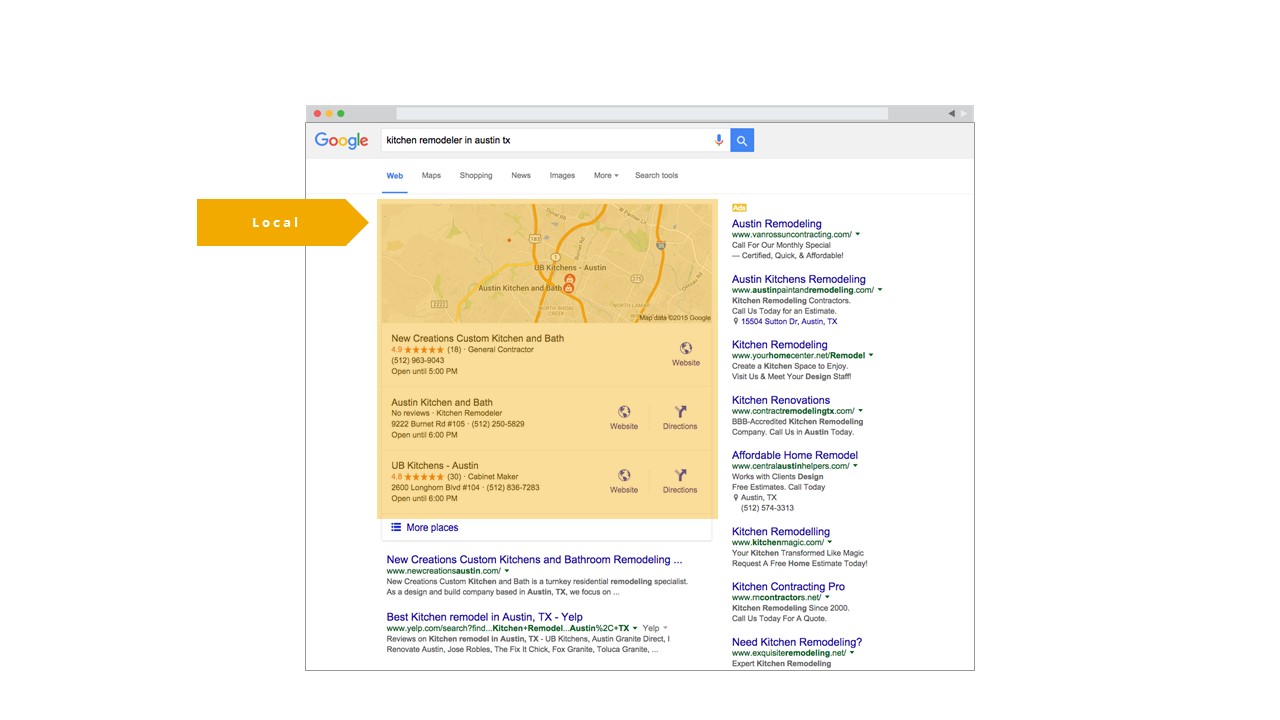 Google
kitchen remodeler in austin tx
Web Maps Shopping News Images More Search tools
Local
183
1
UB Kitchens - Austin
Austin Kitchen and Bath
275
2222
NORTH SHOAL
CREEK
NORTH LAMAR
Map data ©2015 Google
New Creations Custom Kitchen and Bath
4.9 (18) · General Contractor
(512) 963-9043
Open until 5:00 PM
Website
Austin Kitchen and Bath
No reviews · Kitchen Remodeler
9222 Burnet Rd #105 · (512) 250-5829
Open until 6:00 PM
Website Directions
UB Kitchens - Austin
4.8 (30) · Cabinet Maker
2600 Longhorn Blvd #104 · (512) 836-7283
Open until 6:00 PM
Website Directions
More places
New Creations Custom Kitchens and Bathroom Remodeling ...
www.newcreationsaustin.com/
New Creations Custom Kitchen and Bath is a turnkey residential remodeling specialist.
As a design and build company based in Austin, TX, we focus on ...
Best Kitchen remodel in Austin, TX - Yelp
www.yelp.com/search?find...Kitchen+Remodel...Austin%2C+TX Yelp
Reviews on Kitchen remodel in Austin, TX - UB Kitchens, Austin Granite Direct, I
Renovate Austin, Jose Robles, The Fix It Chick, Fox Granite, Toluca Granite, ...
Ads
Austin Remodeling
www.vanrossuncontracting.com/
Call For Our Monthly Special
— Certified, Quick, & Affordable!
Austin Kitchens Remodeling
www.austinpaintandremodeling.com/
Kitchen Remodeling Contractors.
Call Us Today for an Estimate.
15504 Sutton Dr, Austin, TX
Kitchen Remodeling
www.yourhomecenter.net/Remodel
Create a Kitchen Space to Enjoy.
Visit Us & Meet Your Design Staff!
Kitchen Renovations
www.contractremodelingtx.com/
BBB-Accredited Kitchen Remodeling
Company. Call Us in Austin Today.
Affordable Home Remodel
www.centralaustinhelpers.com/
Works with Clients Design
Free Estimates. Call Today
Austin, TX
(512) 574-3313
Kitchen Remodelling
www.kitchenmagic.com/
Your Kitchen Transformed Like Magic
Request A Free Home Estimate Today!
Kitchen Contracting Pro
www.rncontractors.net/
Kitchen Remodeling Since 2000.
Call Us Today For A Quote.
Need Kitchen Remodeling?
www.exquisiteremodeling.net/
Expert Kitchen Remodeling